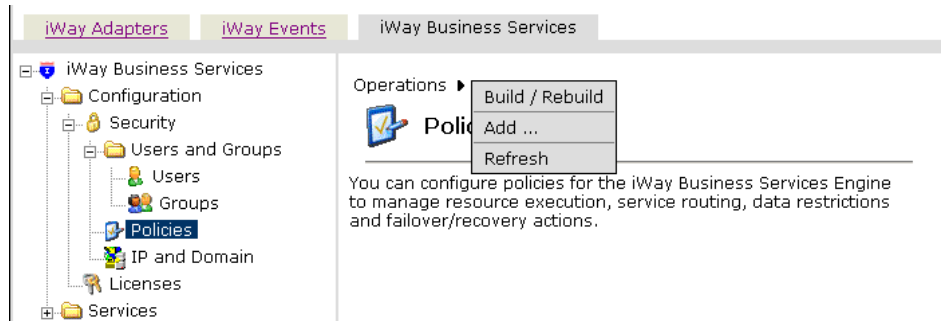 iWay Adapters iWay Events iWay Business Services
iWay Business Services
Configuration
Security
Users and Groups
Users
Groups
Policies
IP and Domain
Licenses
Services
Operations
Build / Rebuild
Add ...
Refresh
You can configure policies for the iWay Business Services Engine
to manage resource execution, service routing, data restrictions
and failover/recovery actions.